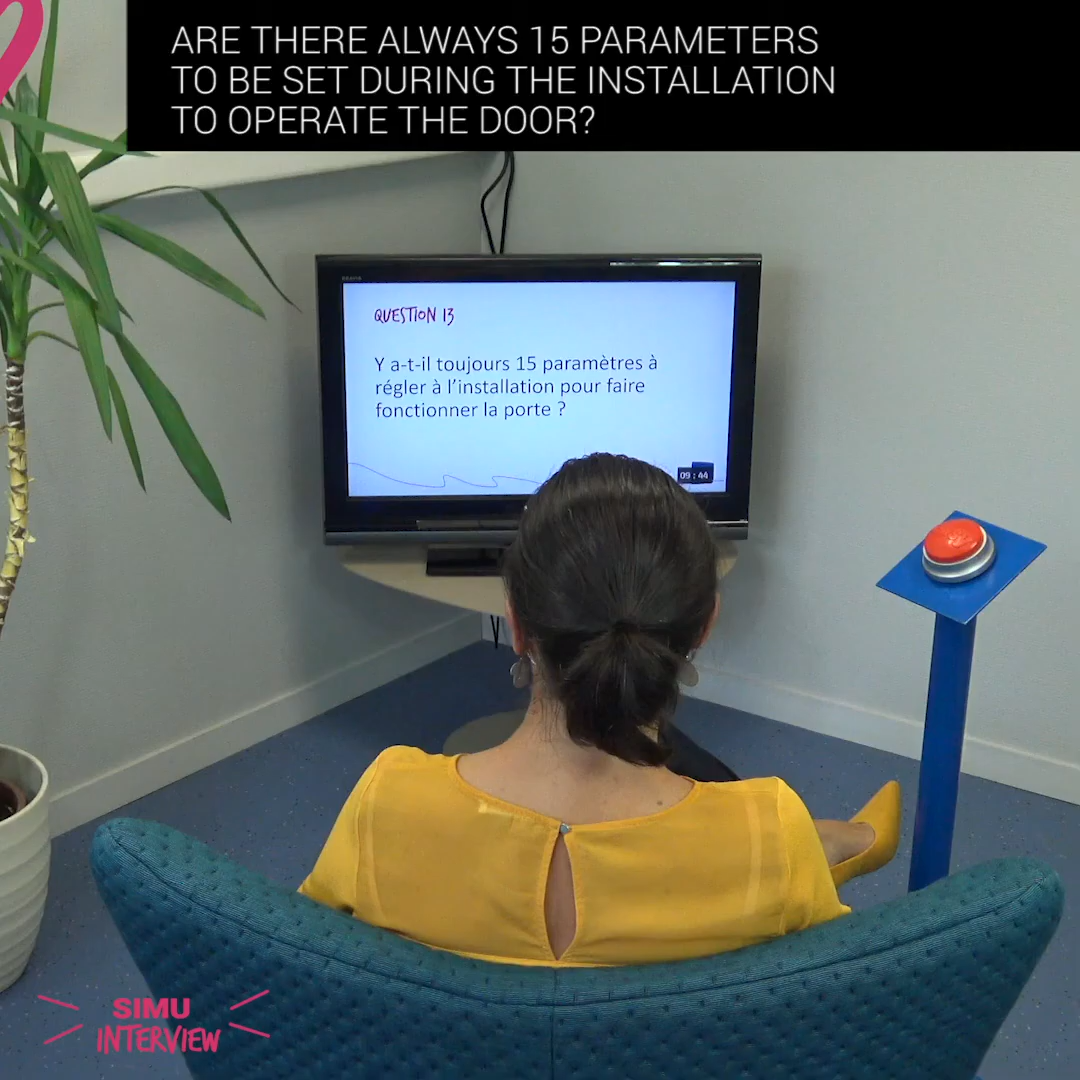 ARE THERE ALWAYS 15 PARAMETERS
TO BE SET DURING THE INSTALLATION
TO OPERATE THE DOOR?
QUESTION 13
Y a-t-il toujours 15 paramètres à
régler à l'installation pour faire
fonctionner la porte ?
09 : 44
SIMU
INTERVIEW